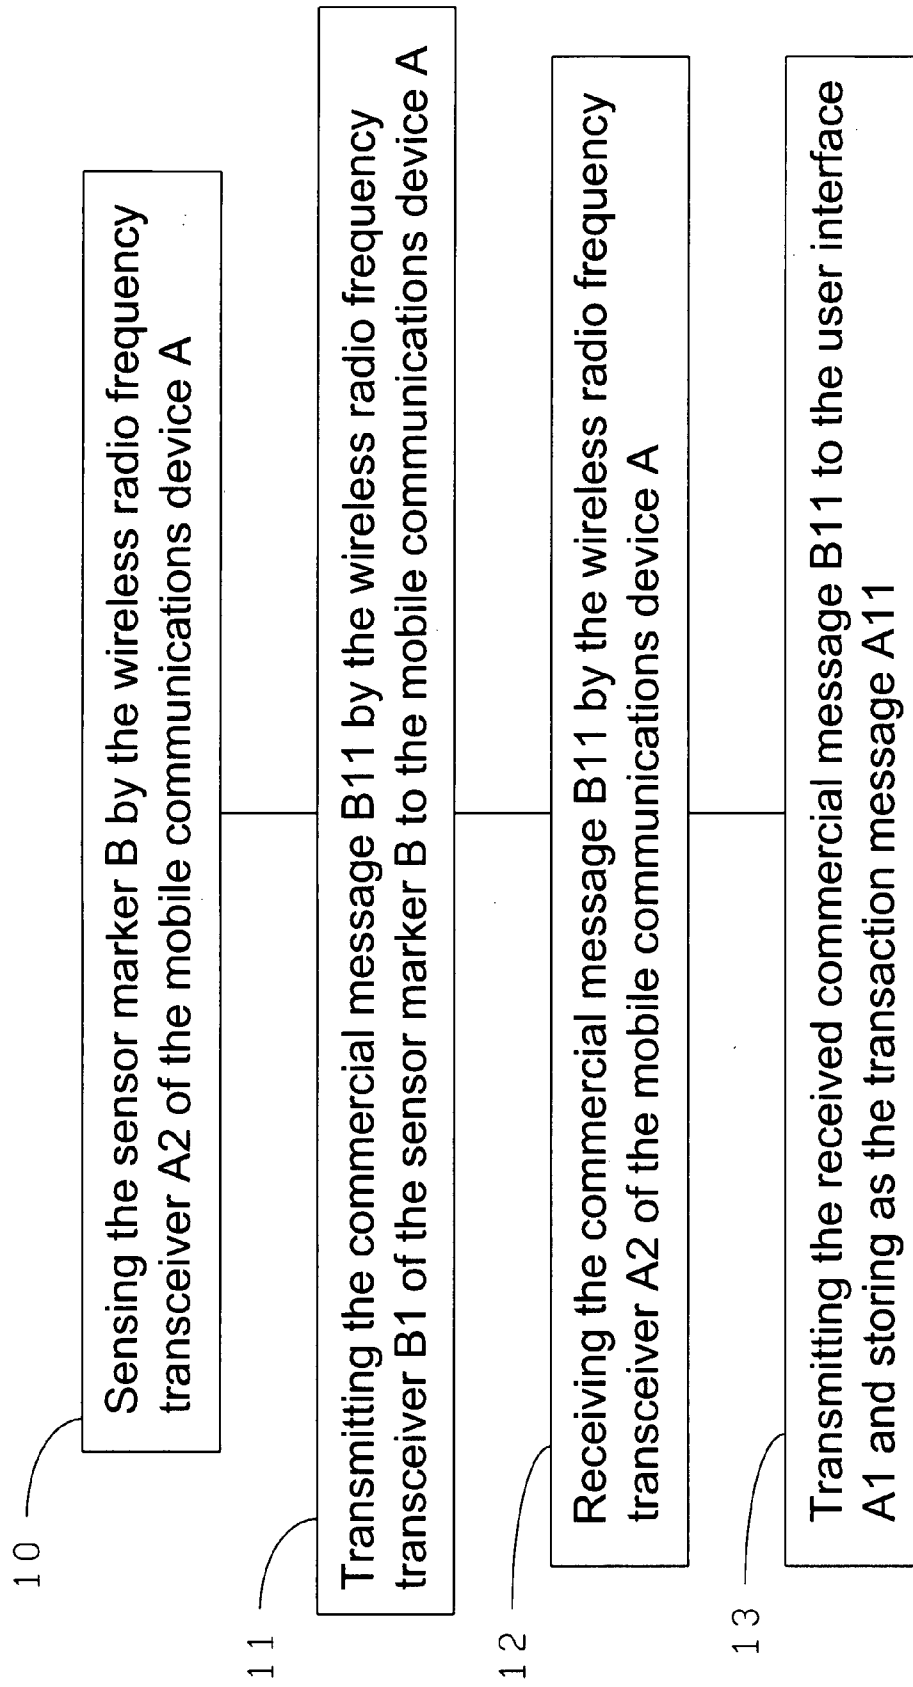 10
Sensing the sensor marker B by the wireless radio frequency
transceiver A2 of the mobile communications device A
11
Transmitting the commercial message B11 by the wireless radio frequency
transceiver B1 of the sensor marker B to the mobile communications device A
12
Receiving the commercial message B11 by the wireless radio frequency
transceiver A2 of the mobile communications device A
13
Transmitting the received commercial message B11 to the user interface
A1 and storing as the transaction message A11